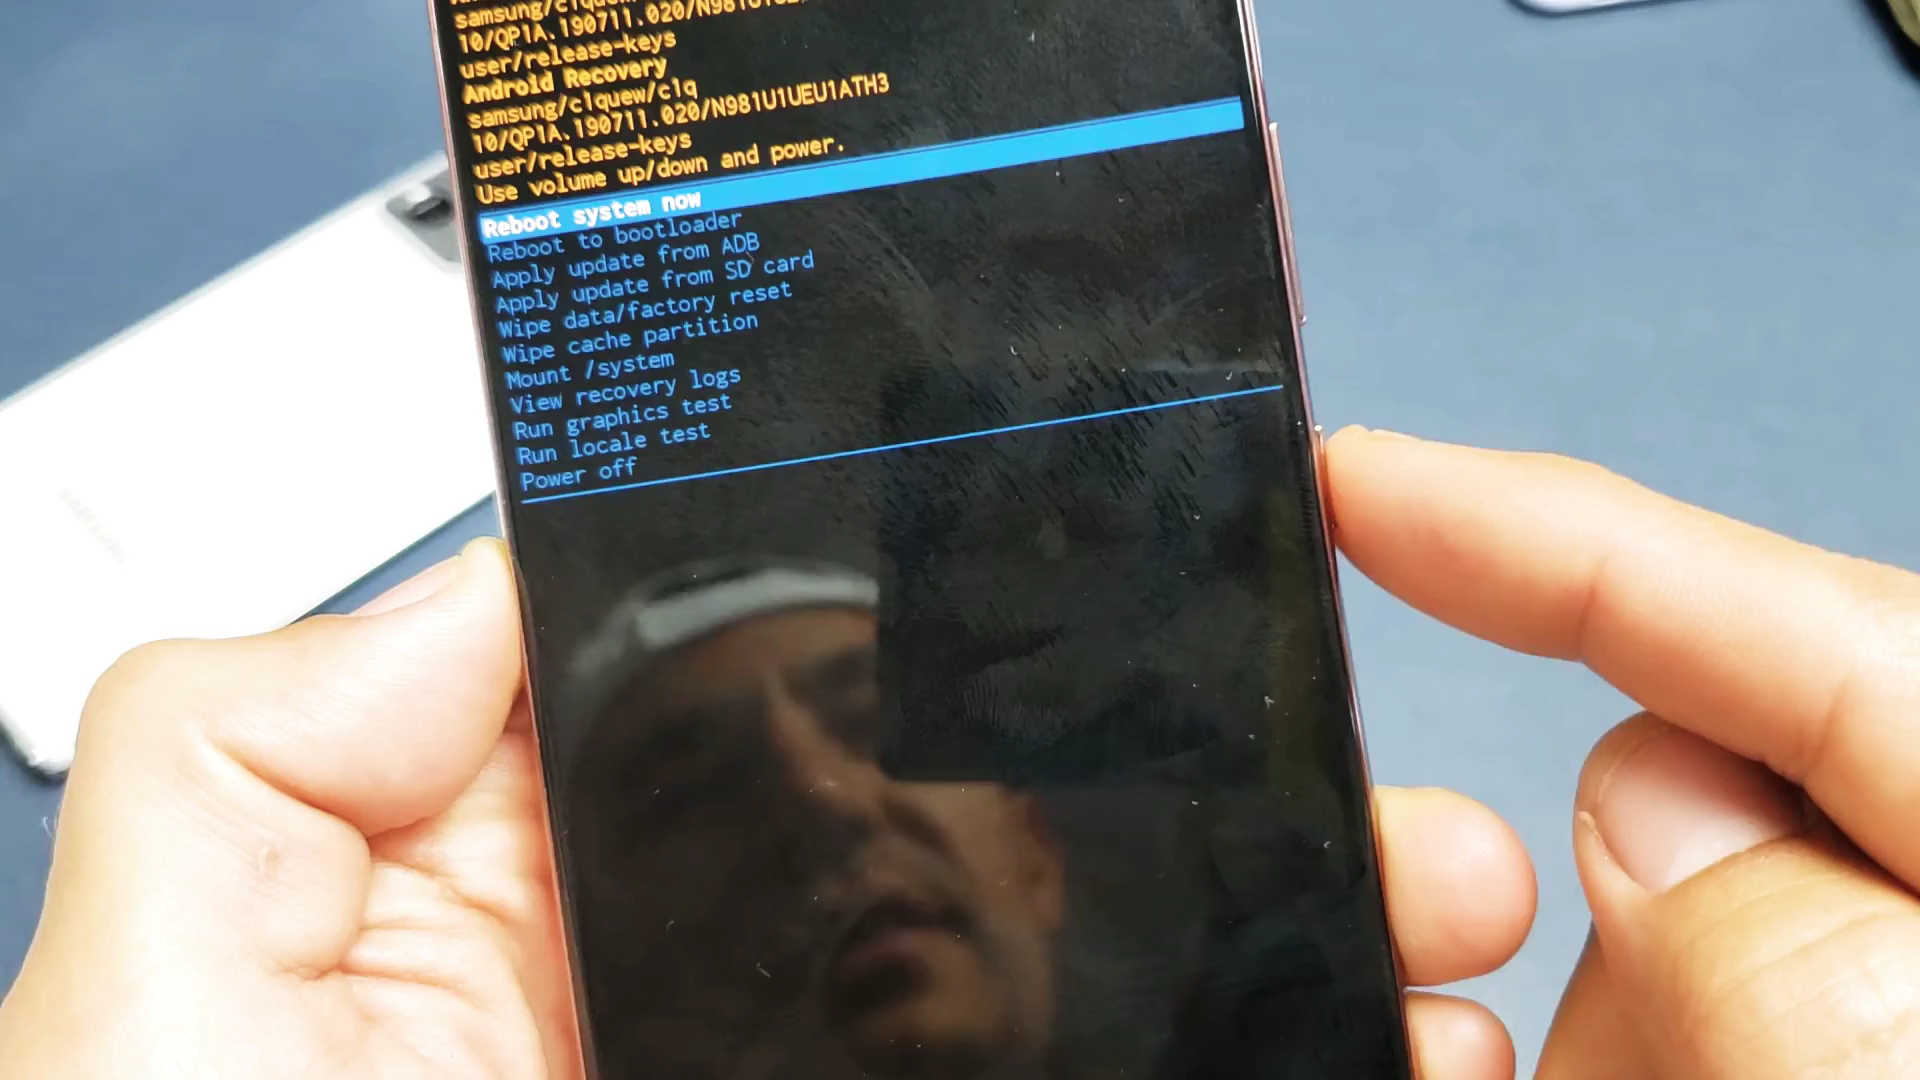 10/QP1A.190711.020/
user/release-keys
Android Recovery
samsung/c1quew/c1q
10/QP1A.190711.020/N981U1UEU1ATH3
user/release-keys
Use volume up/down and power.
Reboot system now
Reboot to bootloader
Apply update from ADB
Apply update from SD card
Wipe data/factory reset
Wipe cache partition
Mount /system
View recovery logs
Run graphics test
Run locale test
Power off
SAMSUNG